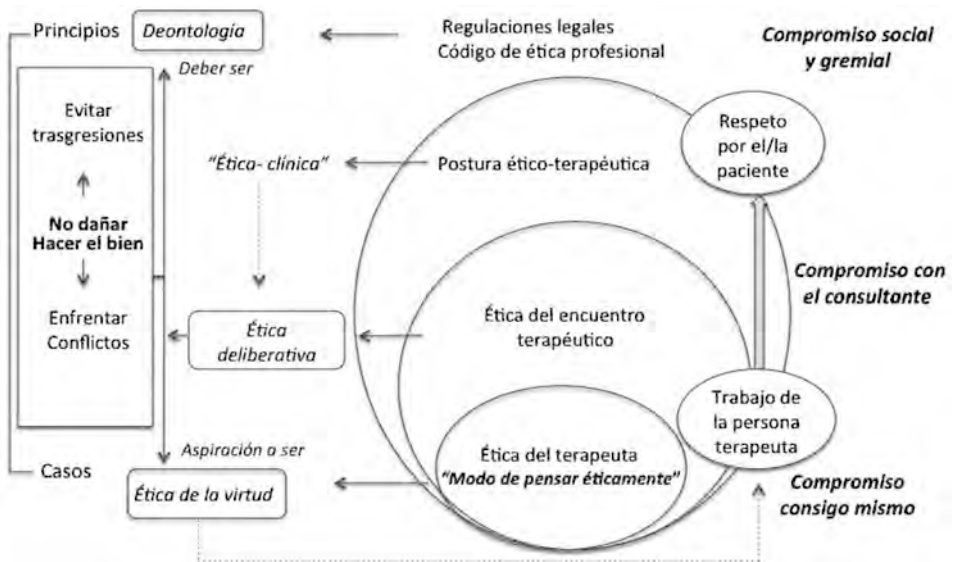 Principios
Deontología
Regulaciones legales
Código de ética profesional
Compromiso social
y gremial
Deber ser
Evitar
trasgresiones
Respeto
por el/la
paciente
"Ética- clínica"
Postura ético-terapéutica
No dañar
Hacer el bien
Compromiso con
el consultante
Enfrentar
Conflictos
Ética
deliberativa
Ética del encuentro
terapéutico
Trabajo de
la persona
terapeuta
Aspiración a ser
Casos
Ética de la virtud
Ética del terapeuta
"Modo de pensar éticamente"
Compromiso
consigo mismo